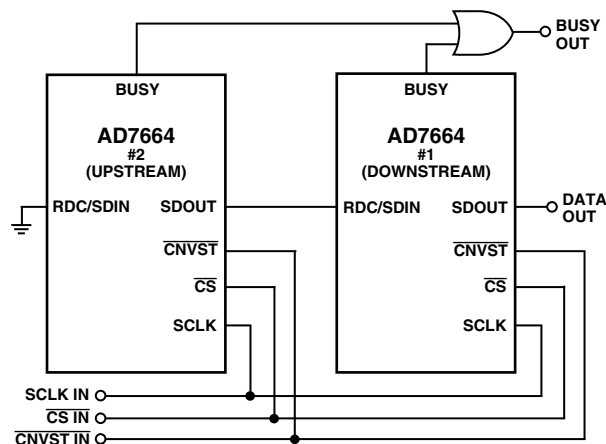 BUSY
OUT
BUSY
BUSY
AD7664
#2
(UPSTREAM)
AD7664
#1
(DOWNSTREAM)
RDC/SDIN
SDOUT
RDC/SDIN
SDOUT
DATA
OUT
CNVST
CNVST
CS
CS
SCLK
SCLK
SCLK IN
CS IN
CNVST IN